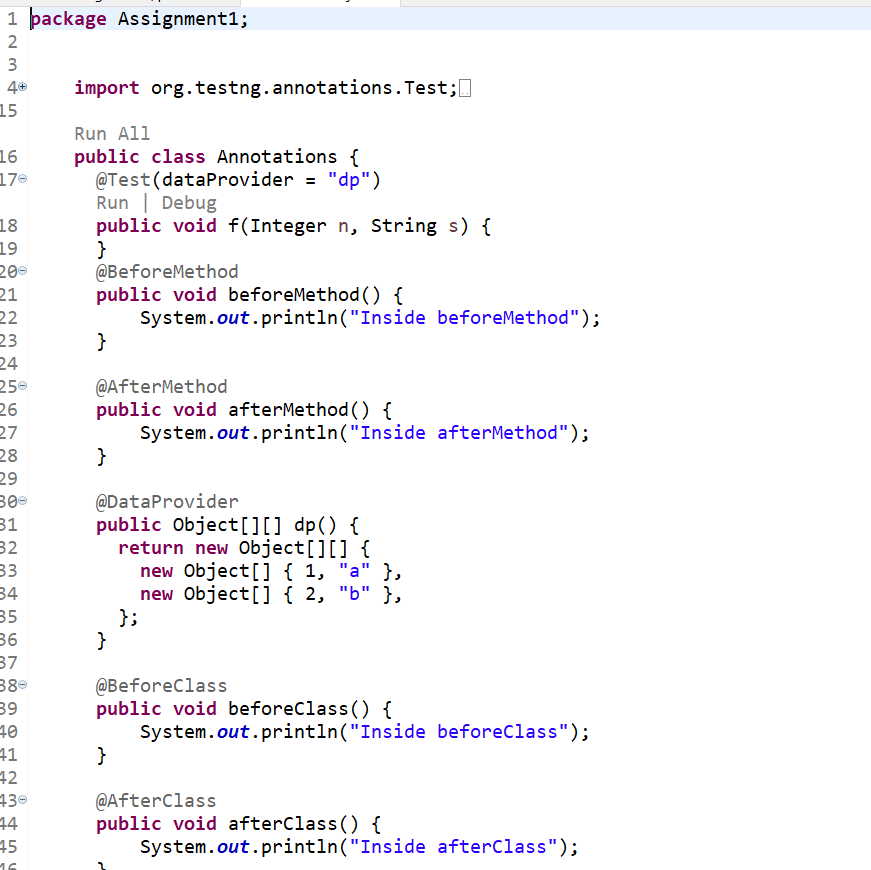 1 package Assignment1;
2
3
4 import org.testng.annotations.Test;
15
Run All
16 public class Annotations {
17 @Test(dataProvider = "dp")
Run | Debug
18 public void f(Integer n, String s) {
19 }
20 @BeforeMethod
21 public void beforeMethod() {
22 System.out.println("Inside beforeMethod");
23 }
24
25 @AfterMethod
26 public void afterMethod() {
27 System.out.println("Inside afterMethod");
28 }
29
30 @DataProvider
31 public Object[][] dp() {
32 return new Object[][] {
33 new Object[] { 1, "a" },
34 new Object[] { 2, "b" },
35 };
36 }
37
38 @BeforeClass
39 public void beforeClass() {
40 System.out.println("Inside beforeClass");
41 }
42
43 @AfterClass
44 public void afterClass() {
45 System.out.println("Inside afterClass");
46 }